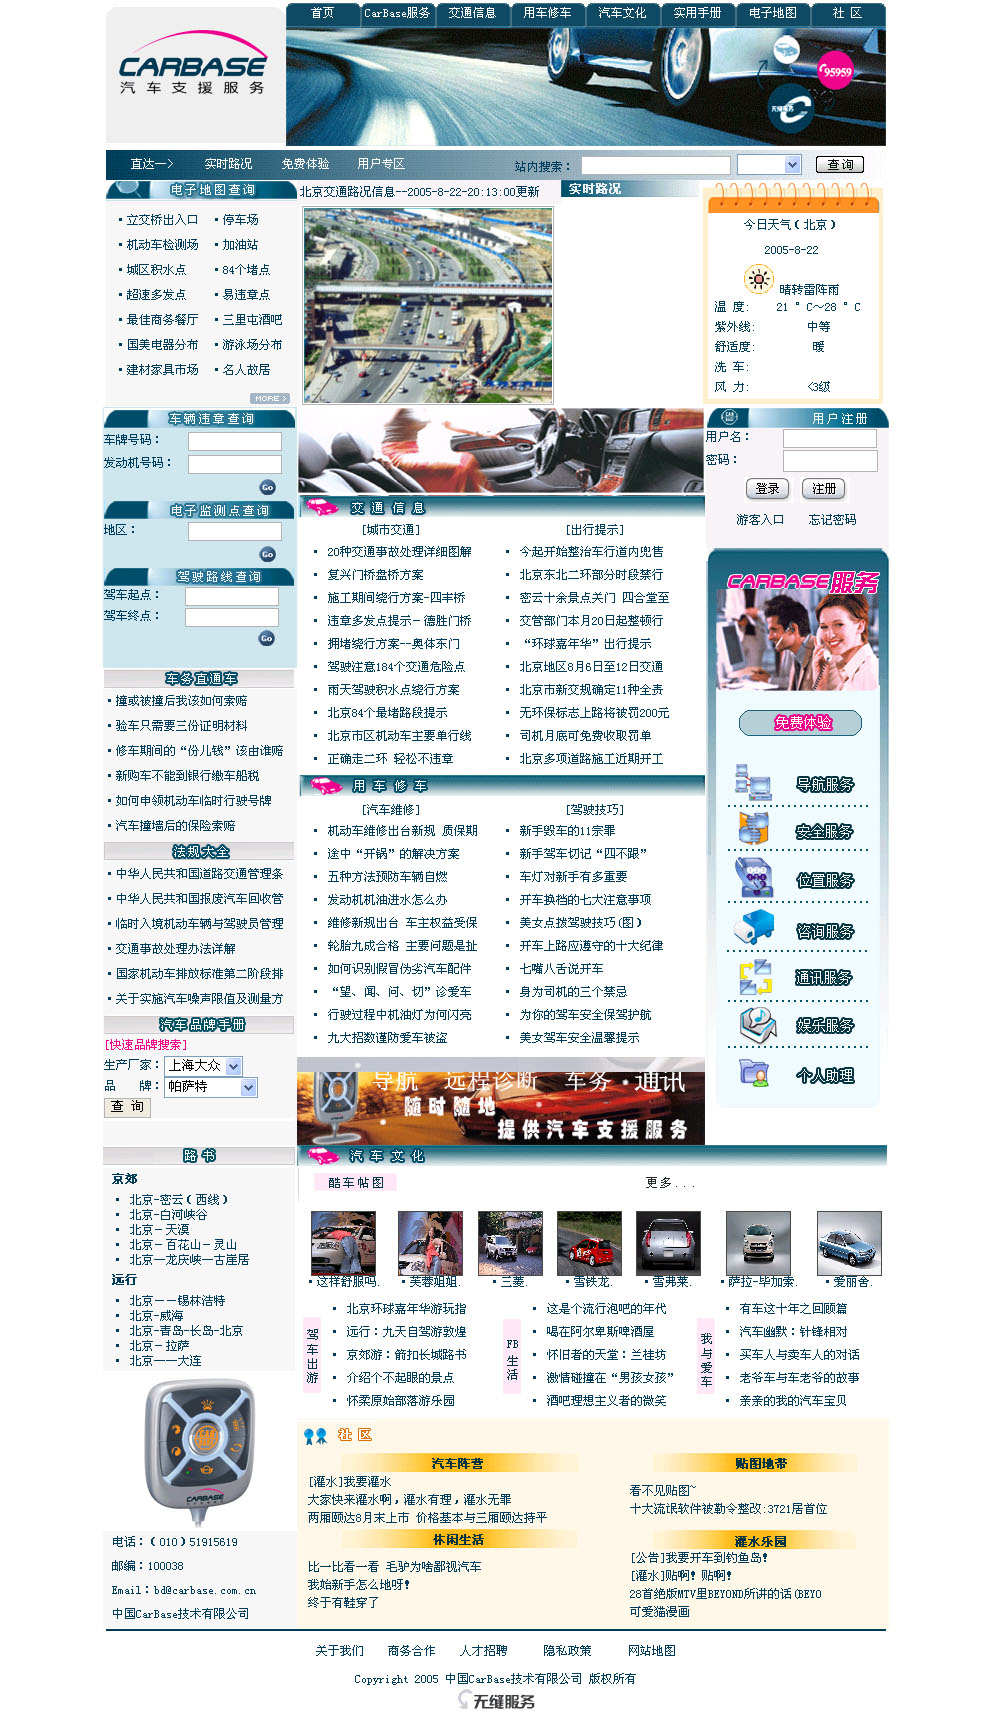 首页 CarBase服务 交通信息 用车修车 汽车文化 实用手册 电子地图 社 区
CARBASE
汽车支援服务
95959
无缝服务
直达一> 实时路况 免费体验 用户专区 站内搜索： 查询
电子地图查询
立交桥出入口 停车场
机动车检测场 加油站
城区积水点 84个堵点
超速多发点 易违章点
最佳商务餐厅 三里屯酒吧
国美电器分布 游泳场分布
建材家具市场 名人故居
MORE >
北京交通路况信息--2005-8-22-20:13:00更新
实时路况
今日天气（北京）
2005-8-22
晴转雷阵雨
温 度: 21 °C～28 °C
紫外线: 中等
舒适度: 暖
洗 车:
风 力: <3级
车辆违章查询
车牌号码：
发动机号码：
Go
电子监测点查询
地区：
Go
驾驶路线查询
驾车起点：
驾车终点：
Go
用户注册
用户名：
密码：
登录 注册
游客入口 忘记密码
交通信息
[城市交通] [出行提示]
20种交通事故处理详细图解 今起开始整治车行道内兜售
复兴门桥盘桥方案 北京东北二环部分时段禁行
施工期间绕行方案-四丰桥 密云十余景点关门 四合堂至
违章多发点提示－德胜门桥 交管部门本月20日起整顿行
拥堵绕行方案--奥体东门 “环球嘉年华”出行提示
驾驶注意184个交通危险点 北京地区8月6日至12日交通
雨天驾驶积水点绕行方案 北京市新交规确定11种全责
北京84个最堵路段提示 无环保标志上路将被罚200元
北京市区机动车主要单行线 司机月底可免费收取罚单
正确走二环 轻松不违章 北京多项道路施工近期开工
CARBASE服务
免费体验
导航服务
安全服务
位置服务
咨询服务
通讯服务
娱乐服务
个人助理
车务直通车
撞或被撞后我该如何索赔
验车只需要三份证明材料
修车期间的“份儿钱”该由谁赔
新购车不能到银行缴车船税
如何申领机动车临时行驶号牌
汽车撞墙后的保险索赔
法规大全
中华人民共和国道路交通管理条
中华人民共和国报废汽车回收管
临时入境机动车辆与驾驶员管理
交通事故处理办法详解
国家机动车排放标准第二阶段排
关于实施汽车噪声限值及测量方
汽车品牌手册
[快速品牌搜索]
生产厂家： 上海大众
品　　牌： 帕萨特
查 询
用车修车
[汽车维修] [驾驶技巧]
机动车维修出台新规 质保期 新手毁车的11宗罪
途中“开锅”的解决方案 新手驾车切记“四不跟”
五种方法预防车辆自燃 车灯对新手有多重要
发动机机油进水怎么办 开车换档的七大注意事项
维修新规出台 车主权益受保 美女点拨驾驶技巧(图)
轮胎九成合格 主要问题是扯 开车上路应遵守的十大纪律
如何识别假冒伪劣汽车配件 七嘴八舌说开车
“望、闻、问、切”诊爱车 身为司机的三个禁忌
行驶过程中机油灯为何闪亮 为你的驾车安全保驾护航
九大招数谨防爱车被盗 美女驾车安全温馨提示
导航 远程诊断 车务 通讯
随时随地
提供汽车支援服务
路 书
京郊
北京-密云（西线）
北京-白河峡谷
北京－天漠
北京－百花山－灵山
北京—龙庆峡—古崖居
远行
北京－－锡林浩特
北京-威海
北京-青岛-长岛-北京
北京－拉萨
北京一一大连
汽车文化
酷车帖图 更多...
这样舒服吗. 芙蓉姐姐. 三菱. 雪铁龙. 雪弗莱. 萨拉-毕加索. 爱丽舍.
驾车出游
北京环球嘉年华游玩指
远行：九天自驾游敦煌
京郊游：箭扣长城路书
介绍个不起眼的景点
怀柔原始部落游乐园
FB生活
这是个流行泡吧的年代
喝在阿尔卑斯啤酒屋
怀旧者的天堂：兰桂坊
激情碰撞在“男孩女孩”
酒吧理想主义者的微笑
我与爱车
有车这十年之回顾篇
汽车幽默：针锋相对
买车人与卖车人的对话
老爷车与车老爷的故事
亲亲的我的汽车宝贝
CARBASE
电话：（010）51915619
邮编：100038
Email：bd@carbase.com.cn
中国CarBase技术有限公司
社 区
汽车阵营
[灌水]我要灌水
大家快来灌水啊，灌水有理，灌水无罪
两厢颐达8月末上市 价格基本与三厢颐达持平
贴图地带
看不见贴图~
十大流氓软件被勒令整改:3721居首位
休闲生活
比一比看一看 毛驴为啥鄙视汽车
我始新手怎么地呀!
终于有鞋穿了
灌水乐园
[公告]我要开车到钓鱼岛!
[灌水]贴啊! 贴啊!
28首绝版MTV里BEYOND所讲的话(BEYO
可爱猫漫画
关于我们 商务合作 人才招聘 隐私政策 网站地图
Copyright 2005 中国CarBase技术有限公司 版权所有
无缝服务